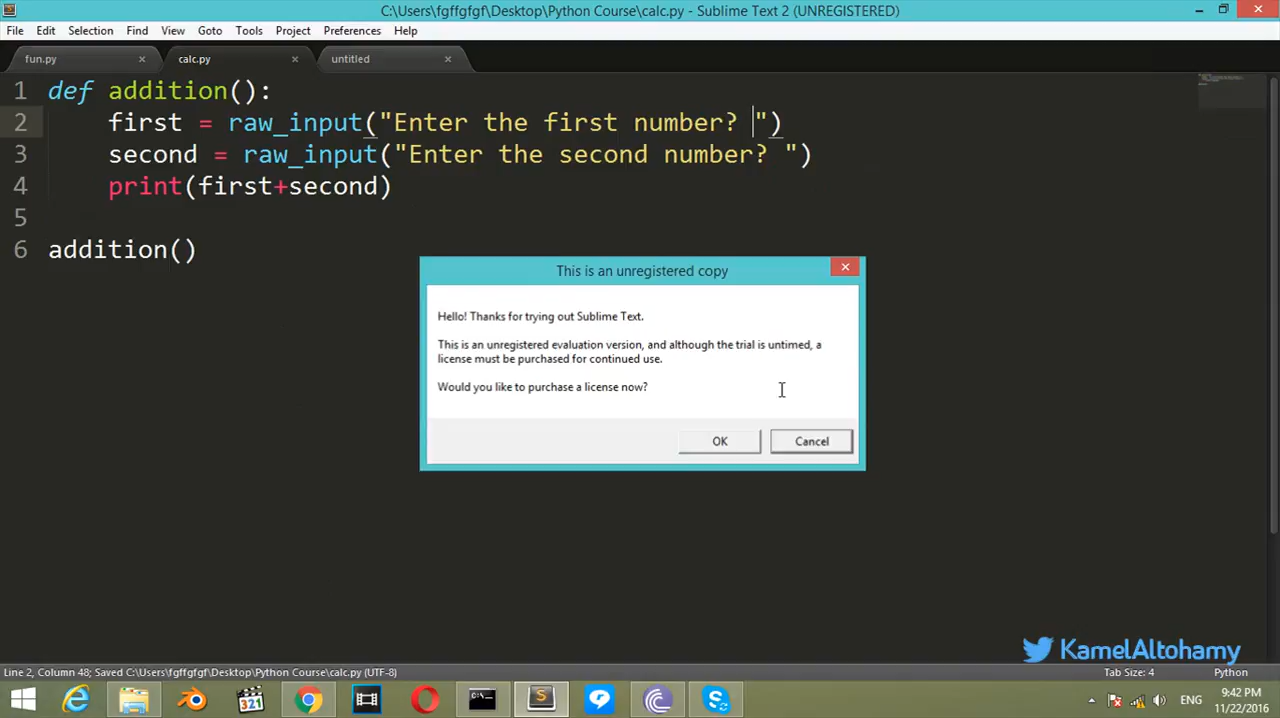 C:\Users\fgffgfgf\Desktop\Python Course\calc.py - Sublime Text 2 (UNREGISTERED)
File Edit Selection Find View Goto Tools Project Preferences Help
fun.py calc.py untitled
1 def addition():
2 first = raw_input("Enter the first number? ")
3 second = raw_input("Enter the second number? ")
4 print(first+second)
5
6 addition()
This is an unregistered copy
Hello! Thanks for trying out Sublime Text.
This is an unregistered evaluation version, and although the trial is untimed, a
license must be purchased for continued use.
Would you like to purchase a license now?
OK Cancel
KamelAltohamy
Line 2, Column 48; Saved C:\Users\fgffgfgf\Desktop\Python Course\calc.py (UTF-8) Tab Size: 4 Python
321
ENG
9:42 PM
11/22/2016